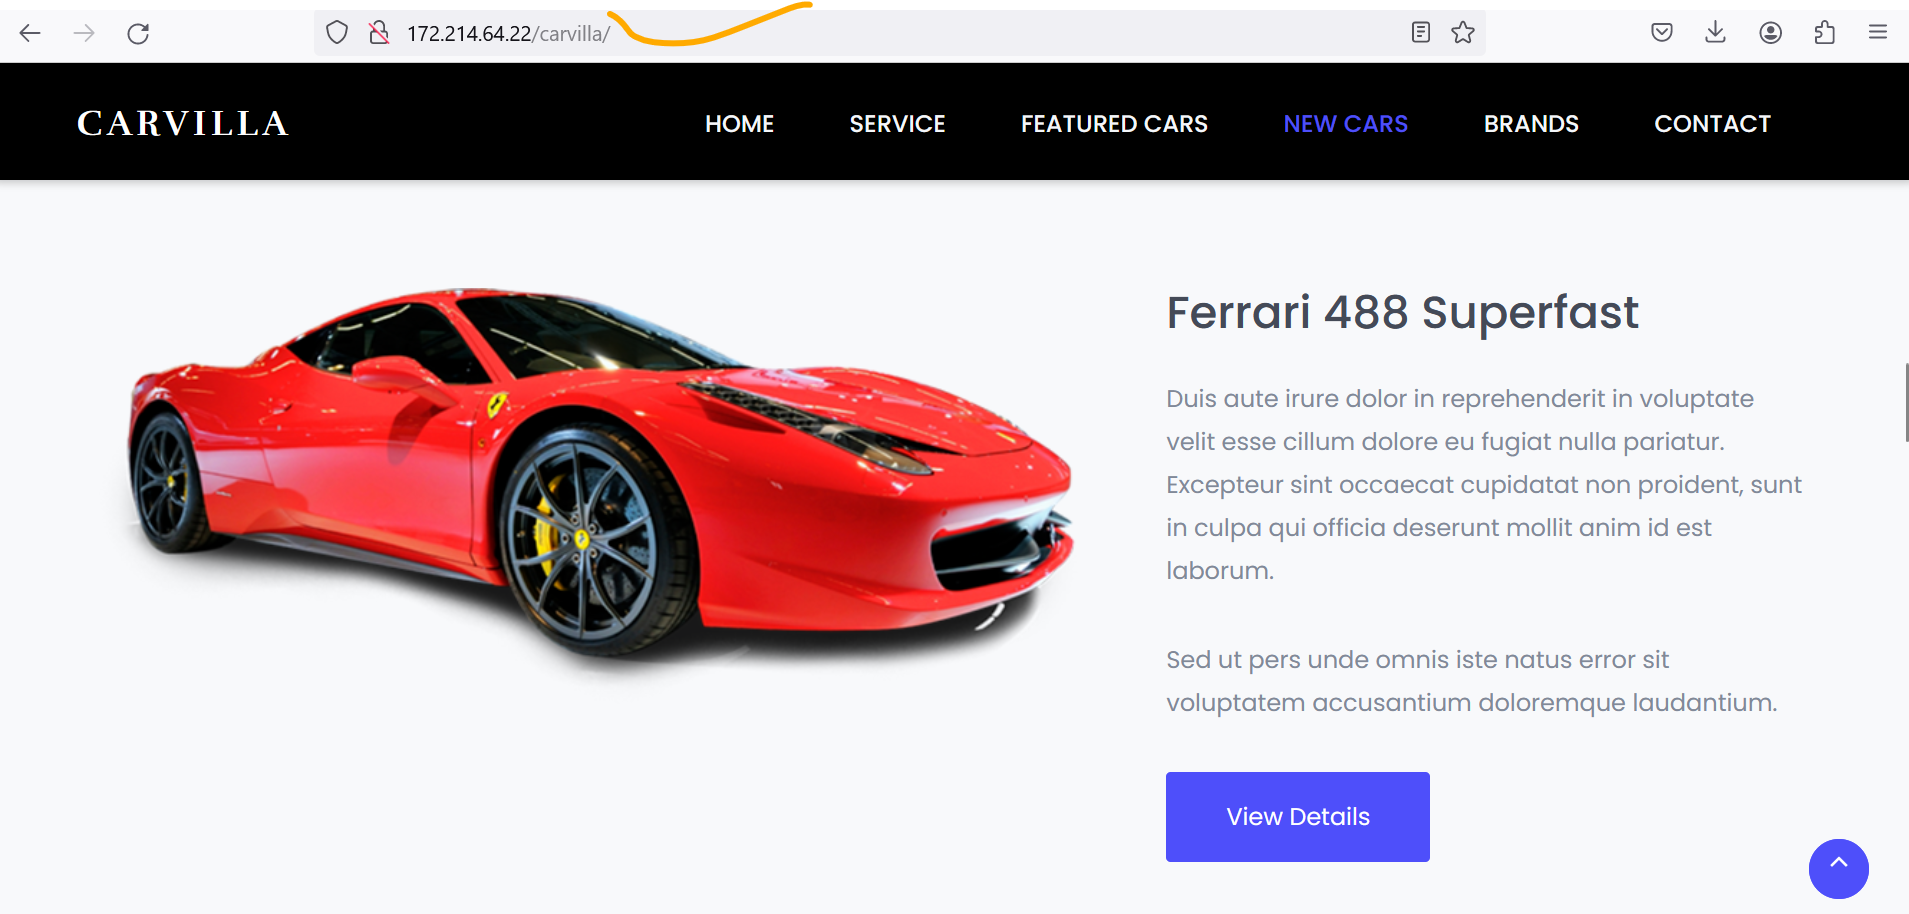 172.214.64.22/carvilla/
CARVILLA
HOME SERVICE FEATURED CARS NEW CARS BRANDS CONTACT
Ferrari 488 Superfast
Duis aute irure dolor in reprehenderit in voluptate
velit esse cillum dolore eu fugiat nulla pariatur.
Excepteur sint occaecat cupidatat non proident, sunt
in culpa qui officia deserunt mollit anim id est
laborum.
Sed ut pers unde omnis iste natus error sit
voluptatem accusantium doloremque laudantium.
View Details